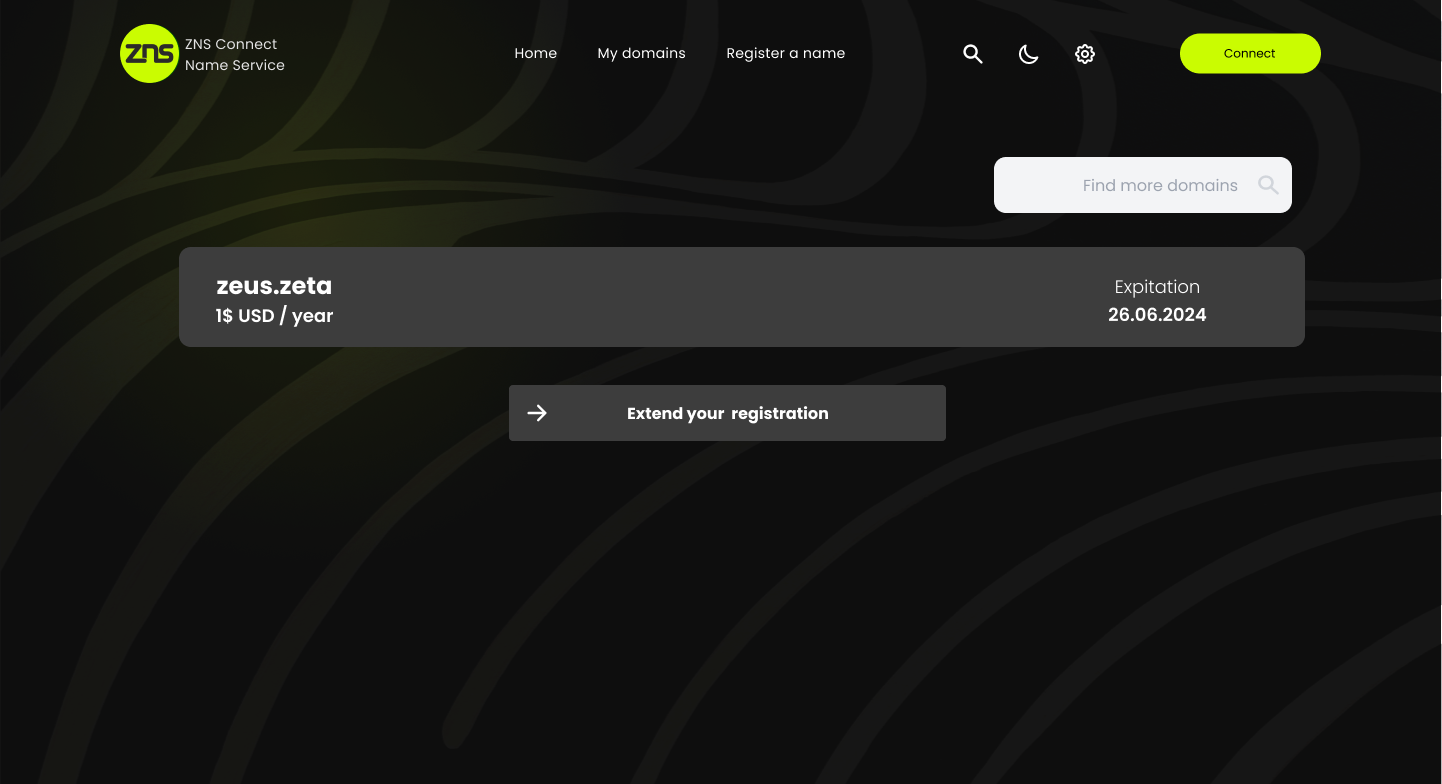 zns
ZNS Connect
Name Service
Home
My domains
Register a name
Connect
Find more domains
zeus.zeta
1$ USD / year
Expitation
26.06.2024
Extend your registration